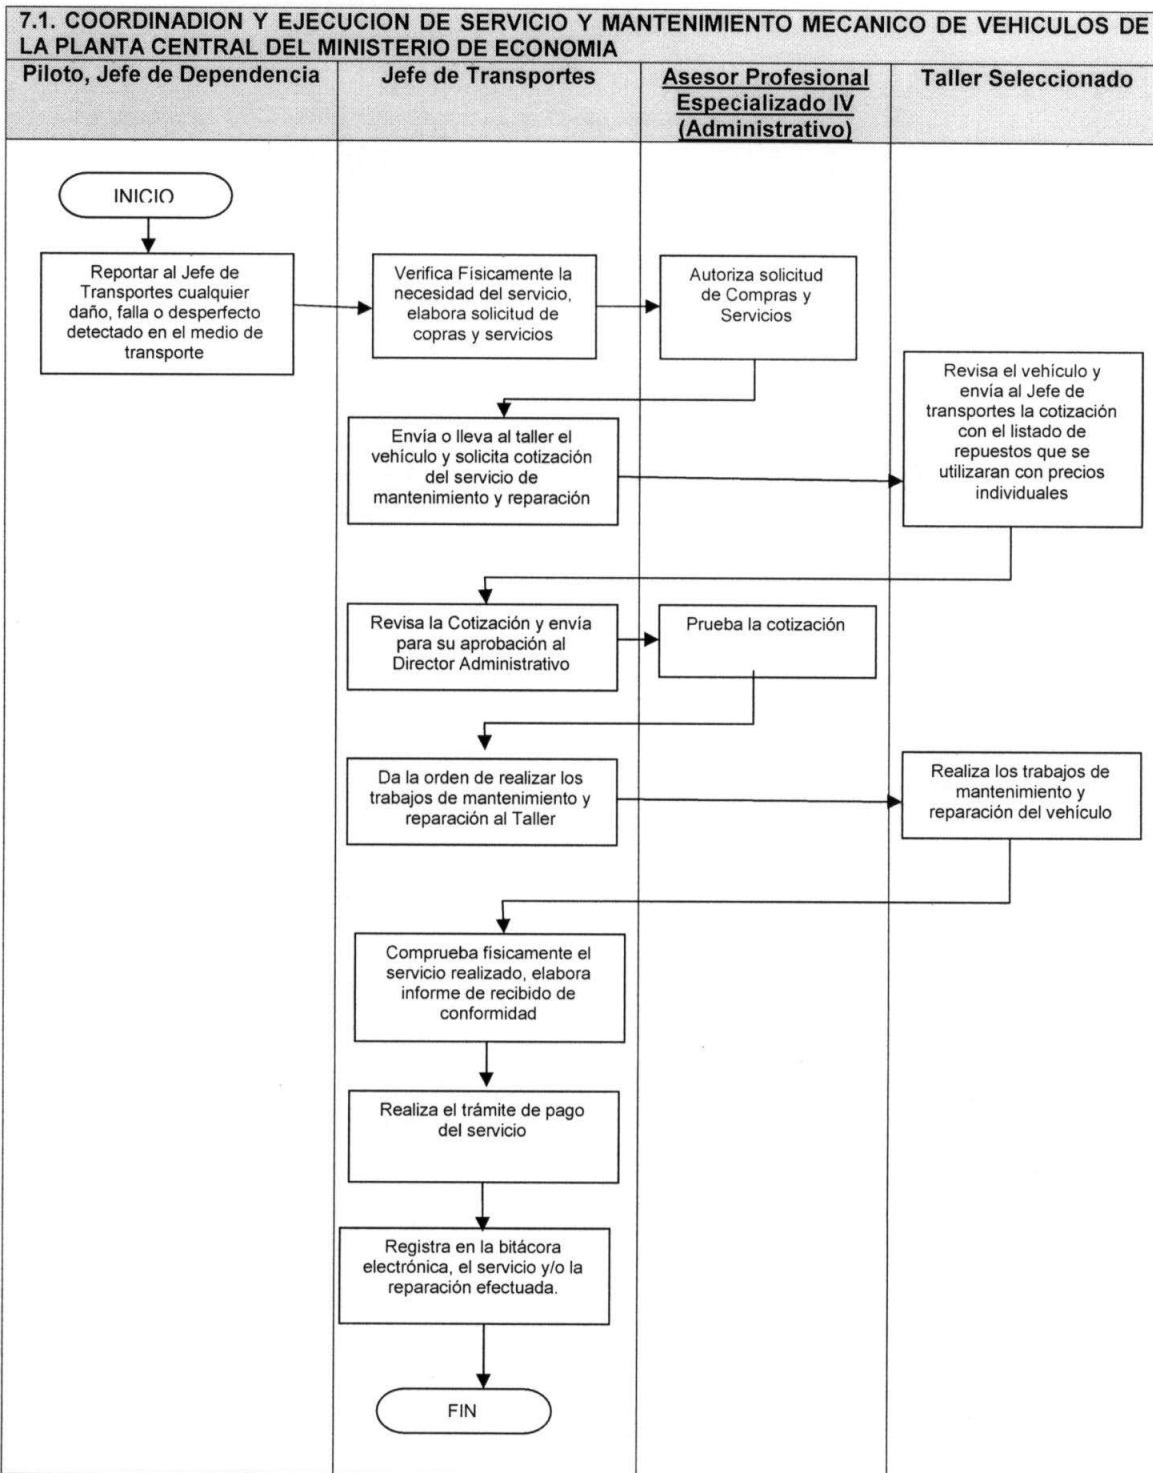 7.1. COORDINADION Y EJECUCION DE SERVICIO Y MANTENIMIENTO MECANICO DE VEHICULOS DE
LA PLANTA CENTRAL DEL MINISTERIO DE ECONOMIA
Piloto, Jefe de Dependencia
Jefe de Transportes
Asesor Profesional
Especializado IV
(Administrativo)
Taller Seleccionado
INICIO
Reportar al Jefe de
Transportes cualquier
daño, falla o desperfecto
detectado en el medio de
transporte
Verifica Físicamente la
necesidad del servicio,
elabora solicitud de
copras y servicios
Autoriza solicitud
de Compras y
Servicios
Revisa el vehículo y
envía al Jefe de
transportes la cotización
con el listado de
repuestos que se
utilizaran con precios
individuales
Envía o lleva al taller el
vehículo y solicita cotización
del servicio de
mantenimiento y reparación
Revisa la Cotización y envía
para su aprobación al
Director Administrativo
Prueba la cotización
Da la orden de realizar los
trabajos de mantenimiento y
reparación al Taller
Realiza los trabajos de
mantenimiento y
reparación del vehículo
Comprueba físicamente el
servicio realizado, elabora
informe de recibido de
conformidad
Realiza el trámite de pago
del servicio
Registra en la bitácora
electrónica, el servicio y/o la
reparación efectuada.
FIN